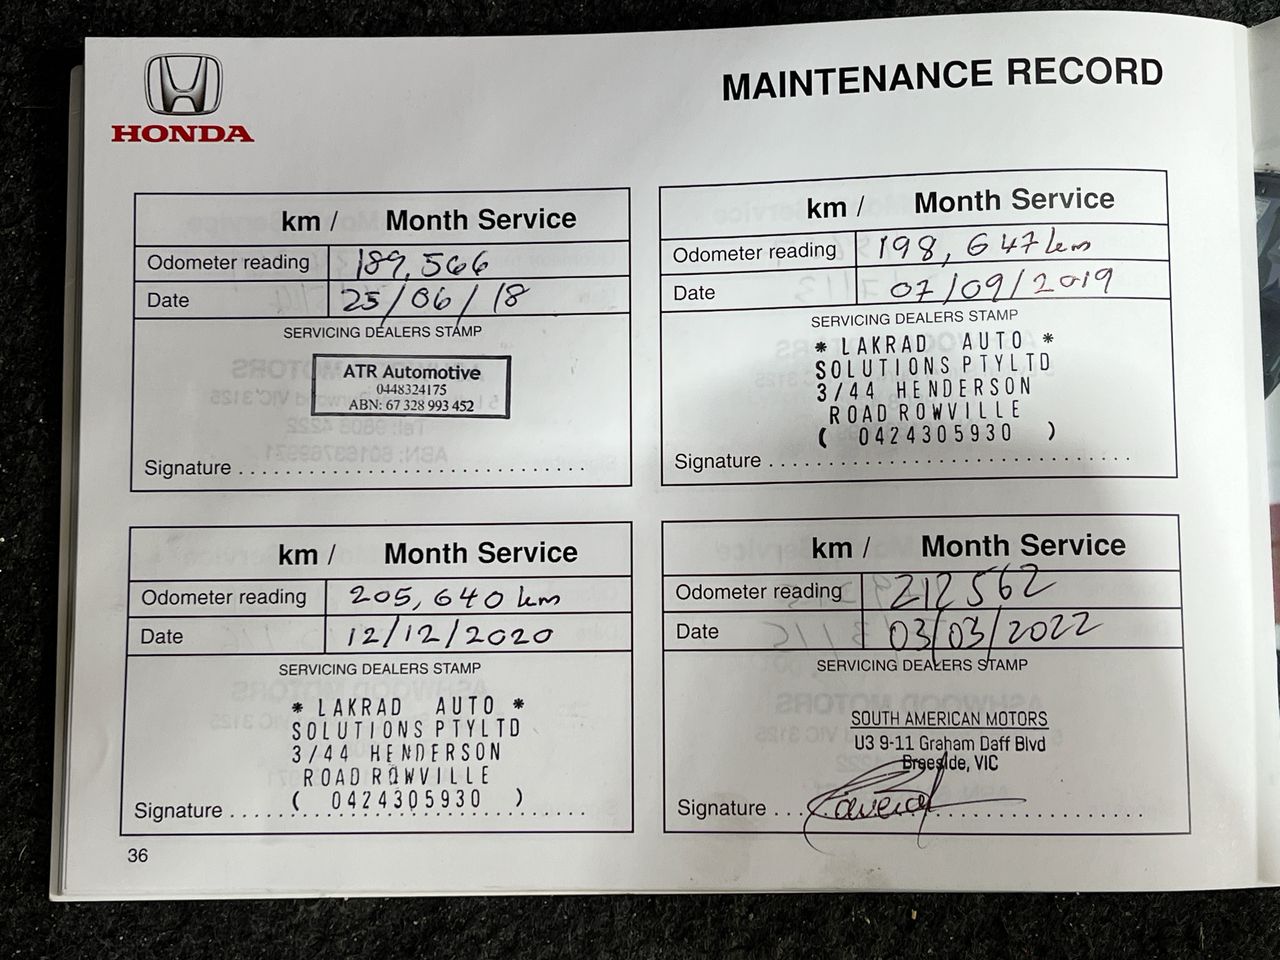 HONDA
MAINTENANCE RECORD
km / Month Service
Odometer reading 189,566
Date 25/06/18
SERVICING DEALERS STAMP
ATR Automotive
0448324175
ABN: 67 328 993 452
Signature
km / Month Service
Odometer reading 198,647km
Date 07/09/2019
SERVICING DEALERS STAMP
* LAKRAD AUTO *
SOLUTIONS PTYLTD
3/44 HENDERSON
ROAD ROWVILLE
( 0424305930 )
Signature
km / Month Service
Odometer reading 205,640km
Date 12/12/2020
SERVICING DEALERS STAMP
* LAKRAD AUTO *
SOLUTIONS PTYLTD
3/44 HENDERSON
ROAD ROWVILLE
( 0424305930 )
Signature
km / Month Service
Odometer reading 212562
Date 03/03/2022
SERVICING DEALERS STAMP
SOUTH AMERICAN MOTORS
U3 9-11 Graham Daff Blvd
Braeside, VIC
Signature
36